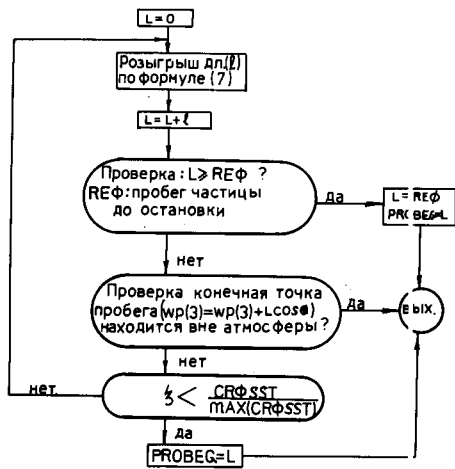 L=0
Розыгрыш дл.(ℓ)
по формуле (7)
L=L+ℓ
Проверка: L⩾REФ ?
REФ: пробег частицы
до остановки
да
L=REФ
PROBEG=L
нет
Проверка конечная точка
пробега(wp(3)=wp(3)+Lcosθ)
находится вне атмосферы?
да
вых.
нет
нет
< CRФSST
MAX(CRФSST)
да
PROBEG=L